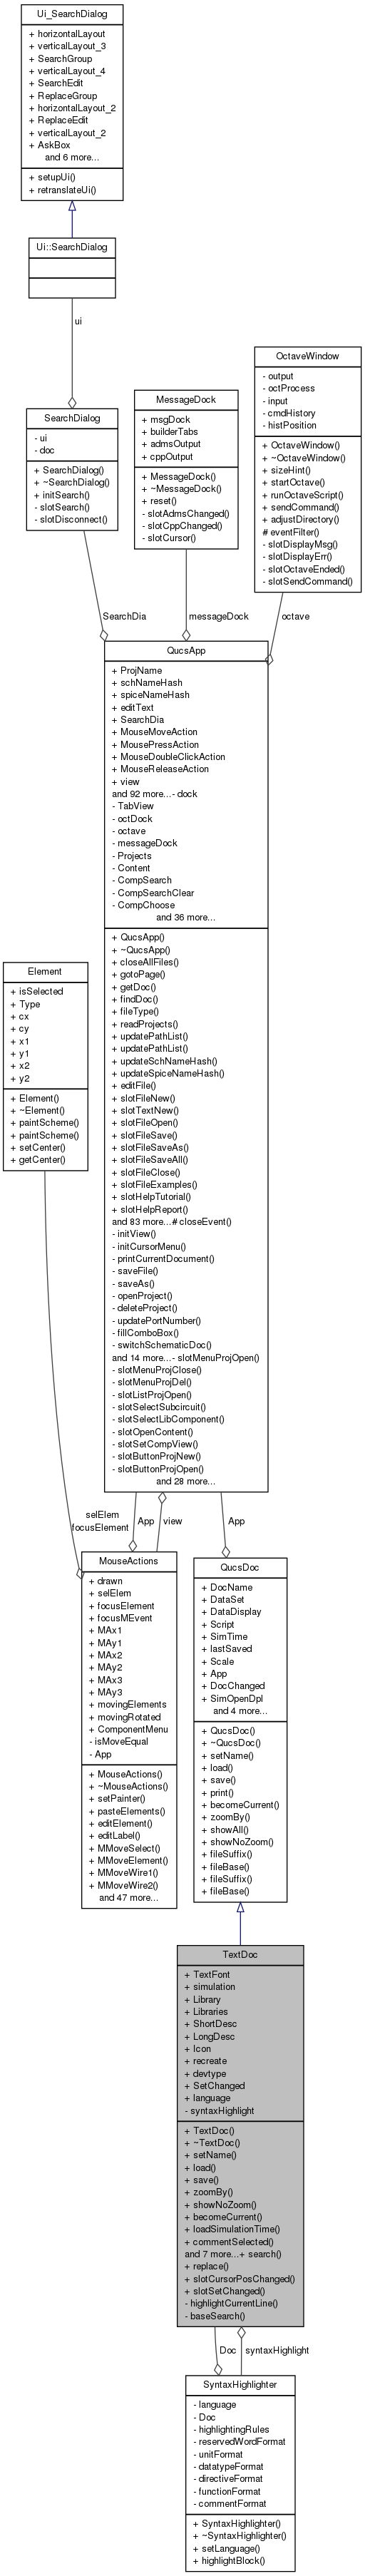 Ui_SearchDialog
+ horizontalLayout
+ verticalLayout_3
+ SearchGroup
+ verticalLayout_4
+ SearchEdit
+ ReplaceGroup
+ horizontalLayout_2
+ ReplaceEdit
+ verticalLayout_2
+ AskBox
and 6 more...
+ setupUi()
+ retranslateUi()
Ui::SearchDialog
ui
SearchDialog
- ui
- doc
+ SearchDialog()
+ ~SearchDialog()
+ initSearch()
- slotSearch()
- slotDisconnect()
MessageDock
+ msgDock
+ builderTabs
+ admsOutput
+ cppOutput
+ MessageDock()
+ ~MessageDock()
+ reset()
- slotAdmsChanged()
- slotCppChanged()
- slotCursor()
OctaveWindow
- output
- octProcess
- input
- cmdHistory
- histPosition
+ OctaveWindow()
+ ~OctaveWindow()
+ sizeHint()
+ startOctave()
+ runOctaveScript()
+ sendCommand()
+ adjustDirectory()
# eventFilter()
- slotDisplayMsg()
- slotDisplayErr()
- slotOctaveEnded()
- slotSendCommand()
SearchDia
messageDock
octave
QucsApp
+ ProjName
+ schNameHash
+ spiceNameHash
+ editText
+ SearchDia
+ MouseMoveAction
+ MousePressAction
+ MouseDoubleClickAction
+ MouseReleaseAction
+ view
and 92 more...- dock
- TabView
- octDock
- octave
- messageDock
- Projects
- Content
- CompSearch
- CompSearchClear
- CompChoose
and 36 more...
+ QucsApp()
+ ~QucsApp()
+ closeAllFiles()
+ gotoPage()
+ getDoc()
+ findDoc()
+ fileType()
+ readProjects()
+ updatePathList()
+ updatePathList()
+ updateSchNameHash()
+ updateSpiceNameHash()
+ editFile()
+ slotFileNew()
+ slotTextNew()
+ slotFileOpen()
+ slotFileSave()
+ slotFileSaveAs()
+ slotFileSaveAll()
+ slotFileClose()
+ slotFileExamples()
+ slotHelpTutorial()
+ slotHelpReport()
and 83 more...# closeEvent()
- initView()
- initCursorMenu()
- printCurrentDocument()
- saveFile()
- saveAs()
- openProject()
- deleteProject()
- updatePortNumber()
- fillComboBox()
- switchSchematicDoc()
and 14 more...- slotMenuProjOpen()
- slotMenuProjClose()
- slotMenuProjDel()
- slotListProjOpen()
- slotSelectSubcircuit()
- slotSelectLibComponent()
- slotOpenContent()
- slotSetCompView()
- slotButtonProjNew()
- slotButtonProjOpen()
and 28 more...
Element
+ isSelected
+ Type
+ cx
+ cy
+ x1
+ y1
+ x2
+ y2
+ Element()
+ ~Element()
+ paintScheme()
+ paintScheme()
+ setCenter()
+ getCenter()
selElem
focusElement
App
view
App
MouseActions
+ drawn
+ selElem
+ focusElement
+ focusMEvent
+ MAx1
+ MAy1
+ MAx2
+ MAy2
+ MAx3
+ MAy3
+ movingElements
+ movingRotated
+ ComponentMenu
- isMoveEqual
- App
+ MouseActions()
+ ~MouseActions()
+ setPainter()
+ pasteElements()
+ editElement()
+ editLabel()
+ MMoveSelect()
+ MMoveElement()
+ MMoveWire1()
+ MMoveWire2()
and 47 more...
QucsDoc
+ DocName
+ DataSet
+ DataDisplay
+ Script
+ SimTime
+ lastSaved
+ Scale
+ App
+ DocChanged
+ SimOpenDpl
and 4 more...
+ QucsDoc()
+ ~QucsDoc()
+ setName()
+ load()
+ save()
+ print()
+ becomeCurrent()
+ zoomBy()
+ showAll()
+ showNoZoom()
+ fileSuffix()
+ fileBase()
+ fileSuffix()
+ fileBase()
TextDoc
+ TextFont
+ simulation
+ Library
+ Libraries
+ ShortDesc
+ LongDesc
+ Icon
+ recreate
+ devtype
+ SetChanged
+ language
- syntaxHighlight
+ TextDoc()
+ ~TextDoc()
+ setName()
+ load()
+ save()
+ zoomBy()
+ showNoZoom()
+ becomeCurrent()
+ loadSimulationTime()
+ commentSelected()
and 7 more...+ search()
+ replace()
+ slotCursorPosChanged()
+ slotSetChanged()
- highlightCurrentLine()
- baseSearch()
Doc
syntaxHighlight
SyntaxHighlighter
- language
- Doc
- highlightingRules
- reservedWordFormat
- unitFormat
- datatypeFormat
- directiveFormat
- functionFormat
- commentFormat
+ SyntaxHighlighter()
+ ~SyntaxHighlighter()
+ setLanguage()
+ highlightBlock()